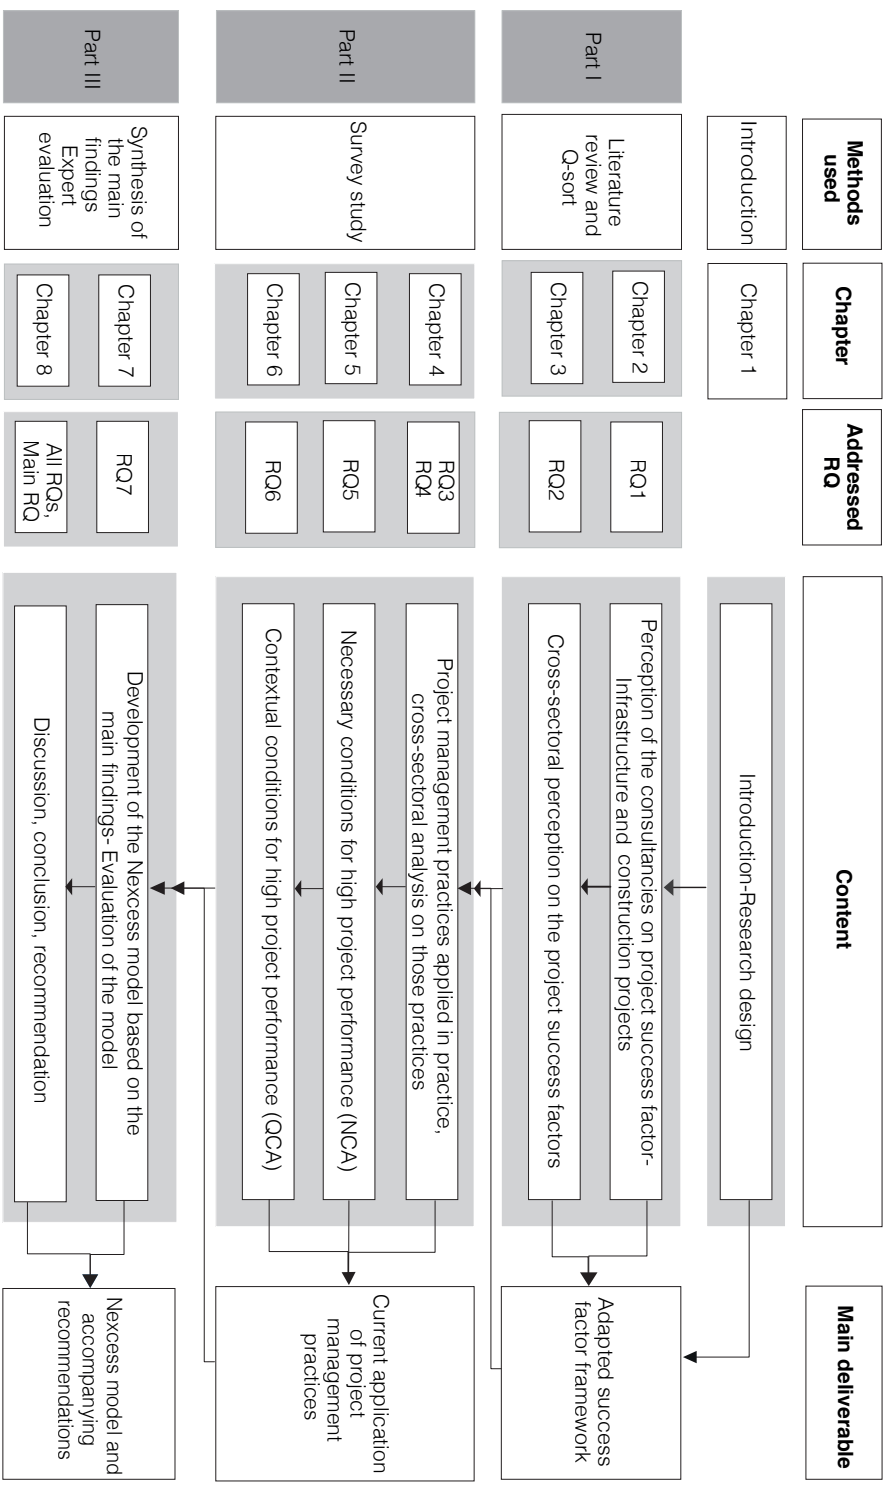 Methods
used
Chapter
Addressed
RQ
Content
Main deliverable
Introduction
Chapter 1
Introduction-Research design
Part I
Literature
review and
Q-sort
Chapter 2
RQ1
Perception of the consultancies on project success factor-
Infrastructure and construction projects
Chapter 3
RQ2
Cross-sectoral perception on the project success factors
Adapted success
factor framework
Part II
Survey study
Chapter 4
RQ3
RQ4
Project management practices applied in practice,
cross-sectoral analysis on those practices
Chapter 5
RQ5
Necessary conditions for high project performance (NCA)
Chapter 6
RQ6
Contextual conditions for high project performance (QCA)
Current application
of project
management
practices
Part III
Synthesis of
the main
findings
Expert
evaluation
Chapter 7
RQ7
Development of the Nexcess model based on the
main findings- Evaluation of the model
Chapter 8
All RQs,
Main RQ
Discussion, conclusion, recommendation
Nexcess model and
accompanying
recommendations